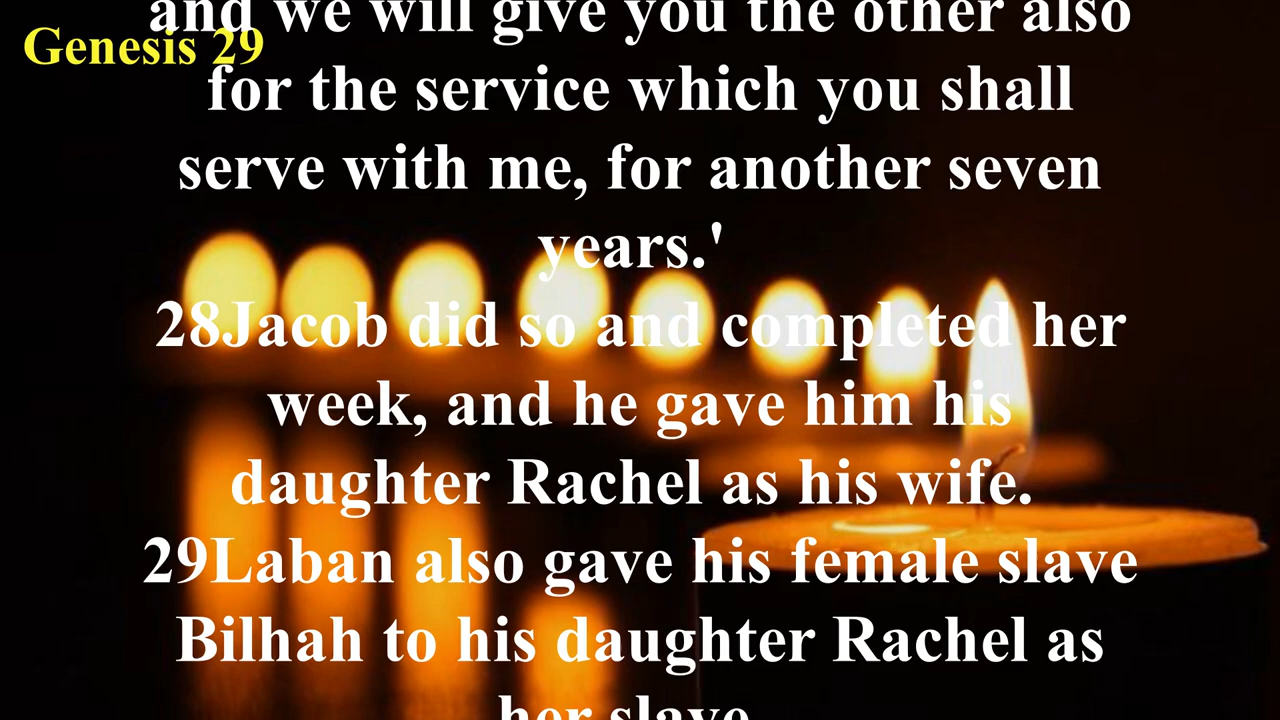 Genesis 29
and we will give you the other also
for the service which you shall
serve with me, for another seven
years.'
28Jacob did so and completed her
week, and he gave him his
daughter Rachel as his wife.
29Laban also gave his female slave
Bilhah to his daughter Rachel as
her slave.